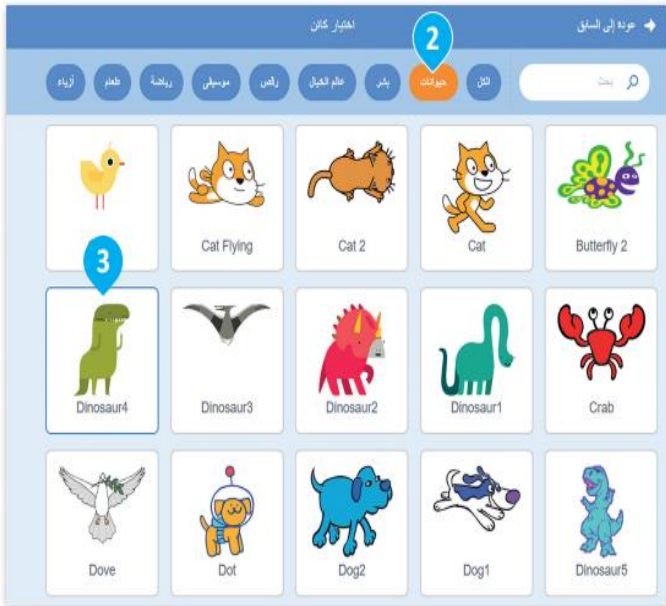 عودة إلى السابق
اختيار كائن
2
بحث
الكل حيوانات بشر عالم الخيال رقص موسيقى رياضة طعام أزياء
Butterfly 2 Cat Cat 2 Cat Flying
3
Crab Dinosaur1 Dinosaur2 Dinosaur3 Dinosaur4
Dinosaur5 Dog1 Dog2 Dot Dove